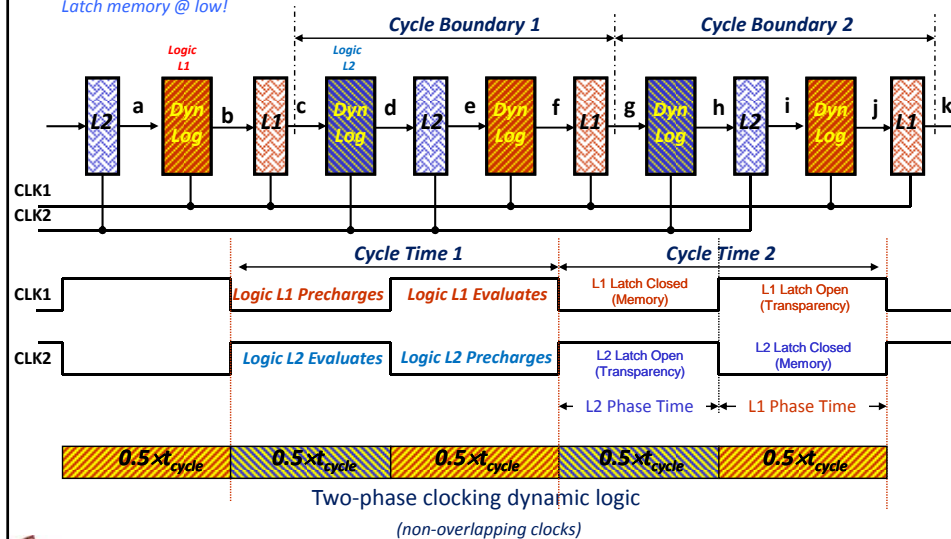 Latch memory @ low!
Cycle Boundary 1
Cycle Boundary 2
Logic
L1
Logic
L2
L2
a
Dyn
Log
b
L1
c
Dyn
Log
d
L2
e
Dyn
Log
f
L1
g
Dyn
Log
h
L2
i
Dyn
Log
j
L1
k
CLK1
CLK2
Cycle Time 1
Cycle Time 2
CLK1
Logic L1 Precharges
Logic L1 Evaluates
L1 Latch Closed
(Memory)
L1 Latch Open
(Transparency)
CLK2
Logic L2 Evaluates
Logic L2 Precharges
L2 Latch Open
(Transparency)
L2 Latch Closed
(Memory)
L2 Phase Time
L1 Phase Time
0.5×tcycle
0.5×tcycle
0.5×tcycle
0.5×tcycle
0.5×tcycle
Two-phase clocking dynamic logic
(non-overlapping clocks)